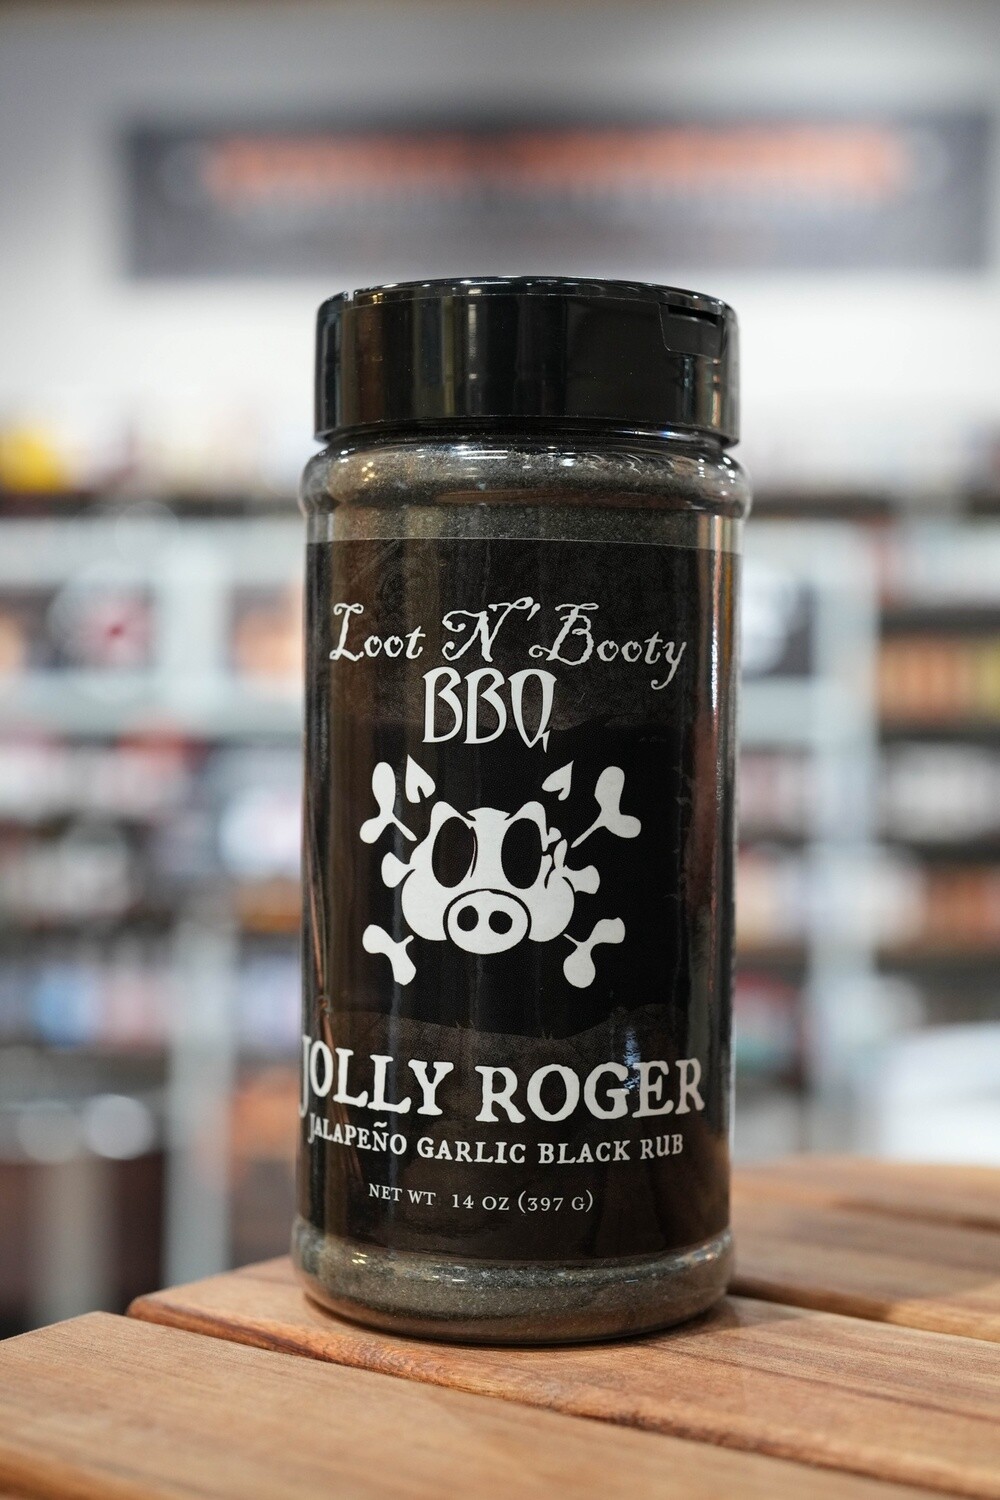 Loot N' Booty
BBQ
JOLLY ROGER
JALAPEÑO GARLIC BLACK RUB
NET WT 14 OZ (397 G)